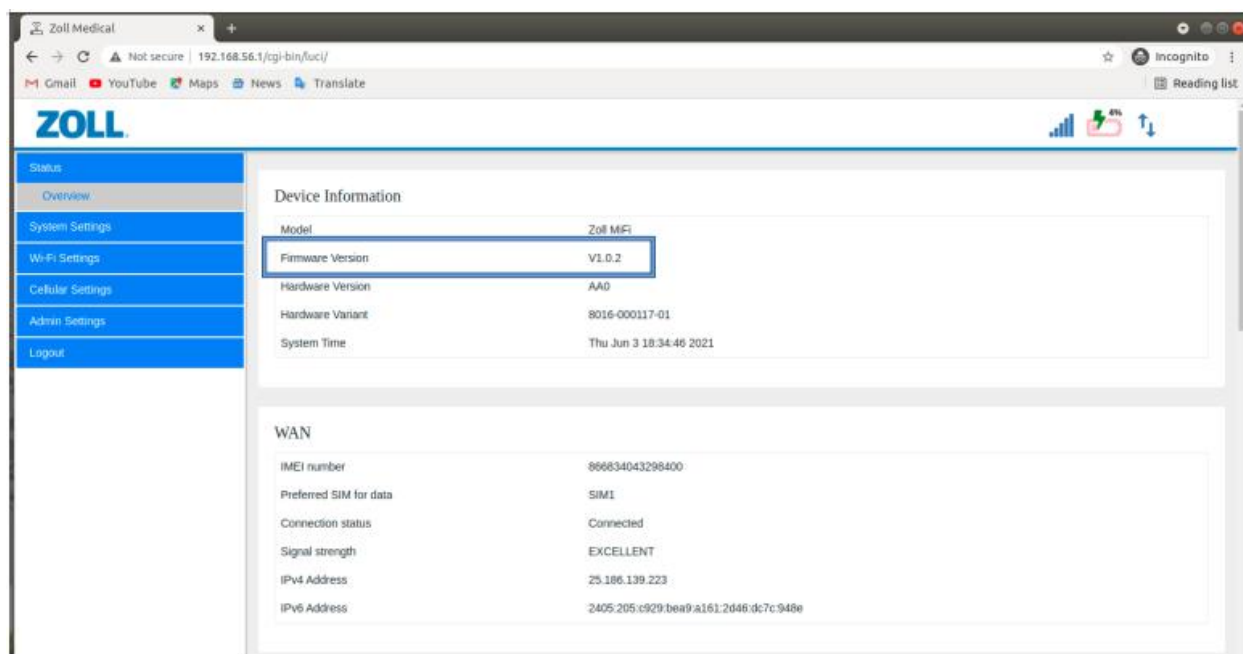 Zoll Medical
Not secure 192.168.56.1/cgi-bin/luci/ Incognito
Gmail YouTube Maps News Translate Reading list
ZOLL
4%
Status
Overview
System Settings
Wi-Fi Settings
Cellular Settings
Admin Settings
Logout
Device Information
Model Zoll MiFi
Firmware Version V1.0.2
Hardware Version AA0
Hardware Variant 8016-000117-01
System Time Thu Jun 3 18:34:46 2021
WAN
IMEI number 866834043298400
Preferred SIM for data SIM1
Connection status Connected
Signal strength EXCELLENT
IPv4 Address 25.186.139.223
IPv6 Address 2405:205:c929:bea9:a161:2d46:dc7c:948e